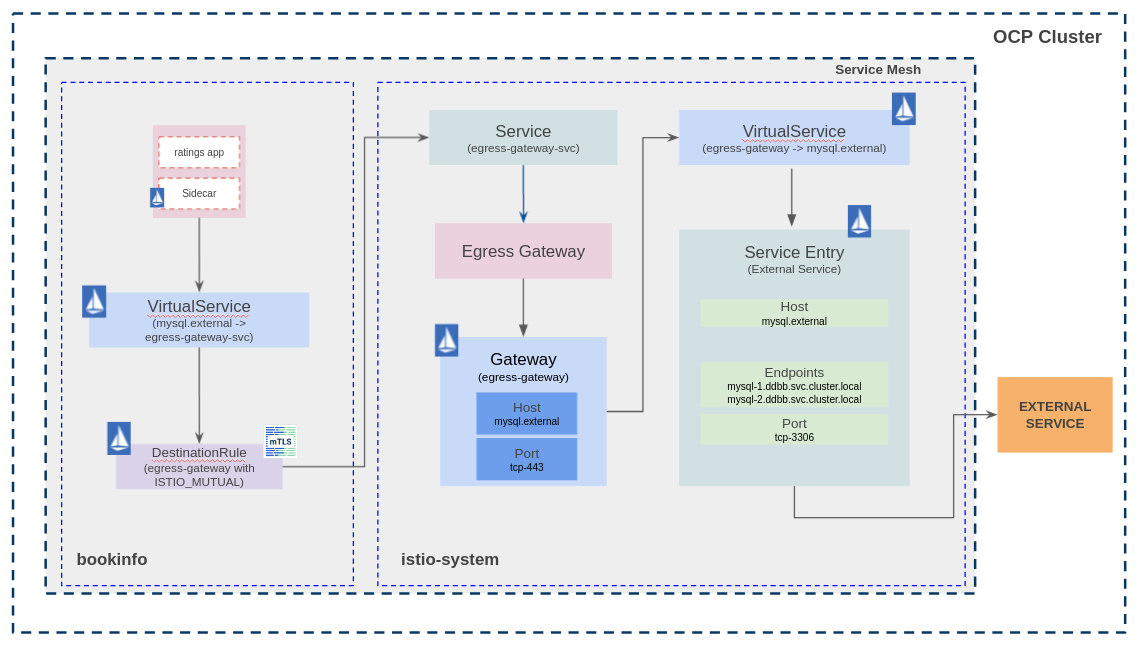 OCP Cluster
Service Mesh
ratings app
Sidecar
VirtualService
(mysql.external ->
egress-gateway-svc)
DestinationRule
(egress-gateway with
ISTIO_MUTUAL)
mTLS
bookinfo
Service
(egress-gateway-svc)
Egress Gateway
Gateway
(egress-gateway)
Host
mysql.external
Port
tcp-443
istio-system
VirtualService
(egress-gateway -> mysql.external)
Service Entry
(External Service)
Host
mysql.external
Endpoints
mysql-1.ddbb.svc.cluster.local
mysql-2.ddbb.svc.cluster.local
Port
tcp-3306
EXTERNAL
SERVICE